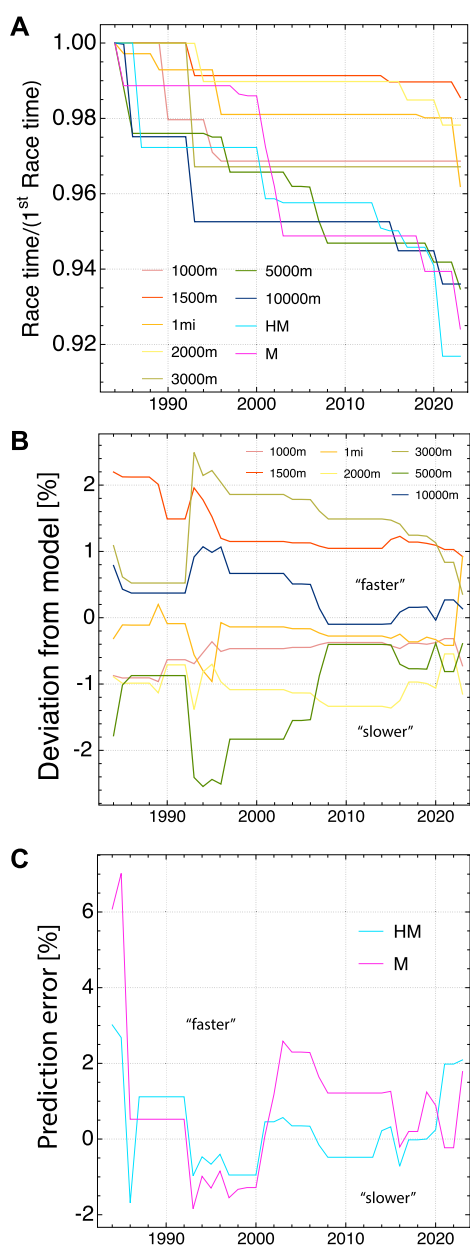 A
Race time/(1st Race time)
1.00
0.98
0.96
0.94
0.92
1000m
1500m
1mi
2000m
3000m
5000m
10000m
HM
M
1990
2000
2010
2020
B
Deviation from model [%]
2
1
0
-1
-2
1000m
1500m
1mi
2000m
3000m
5000m
10000m
“faster”
“slower”
1990
2000
2010
2020
C
Prediction error [%]
6
4
2
0
-2
HM
M
“faster”
“slower”
1990
2000
2010
2020